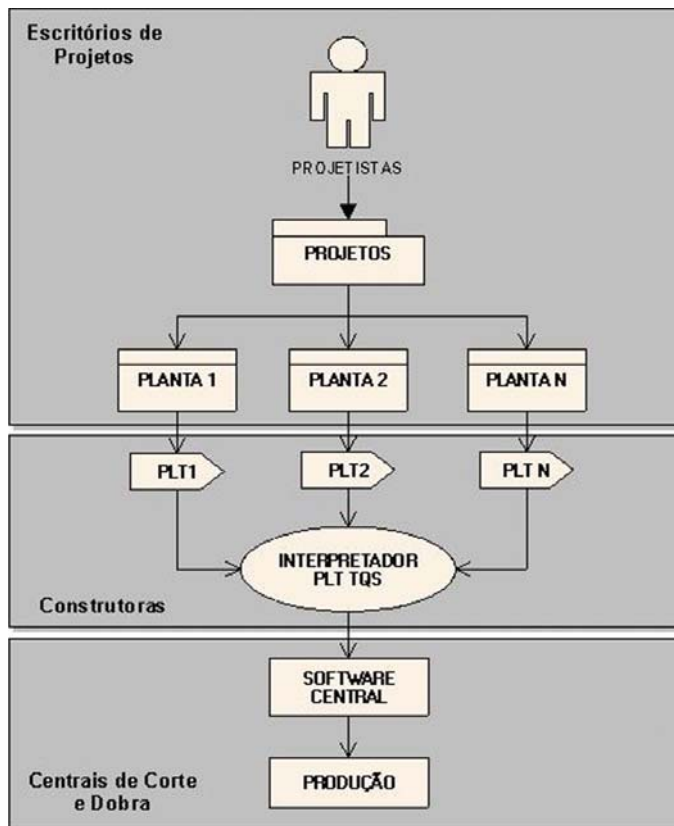 Escritórios de
Projetos
PROJETISTAS
PROJETOS
PLANTA 1
PLANTA 2
PLANTA N
PLT1
PLT2
PLT N
INTERPRETADOR
PLT TQS
Construtoras
SOFTWARE
CENTRAL
PRODUÇÃO
Centrais de Corte
e Dobra